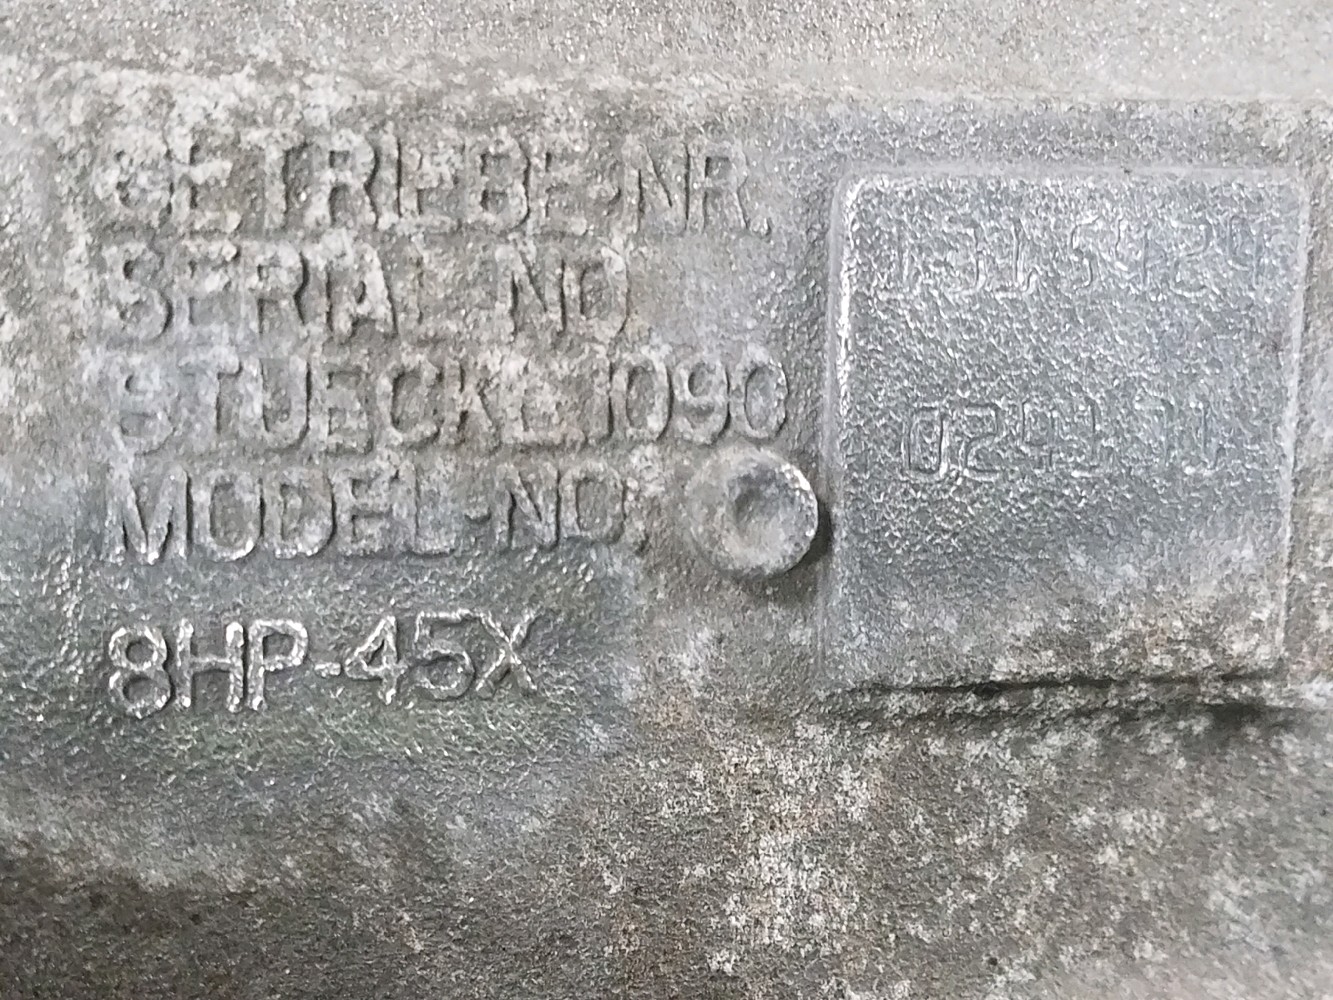 GETRIEBE-NR.
SERIAL-NO.
STUECKL.1090
MODEL-NO.
8HP-45X